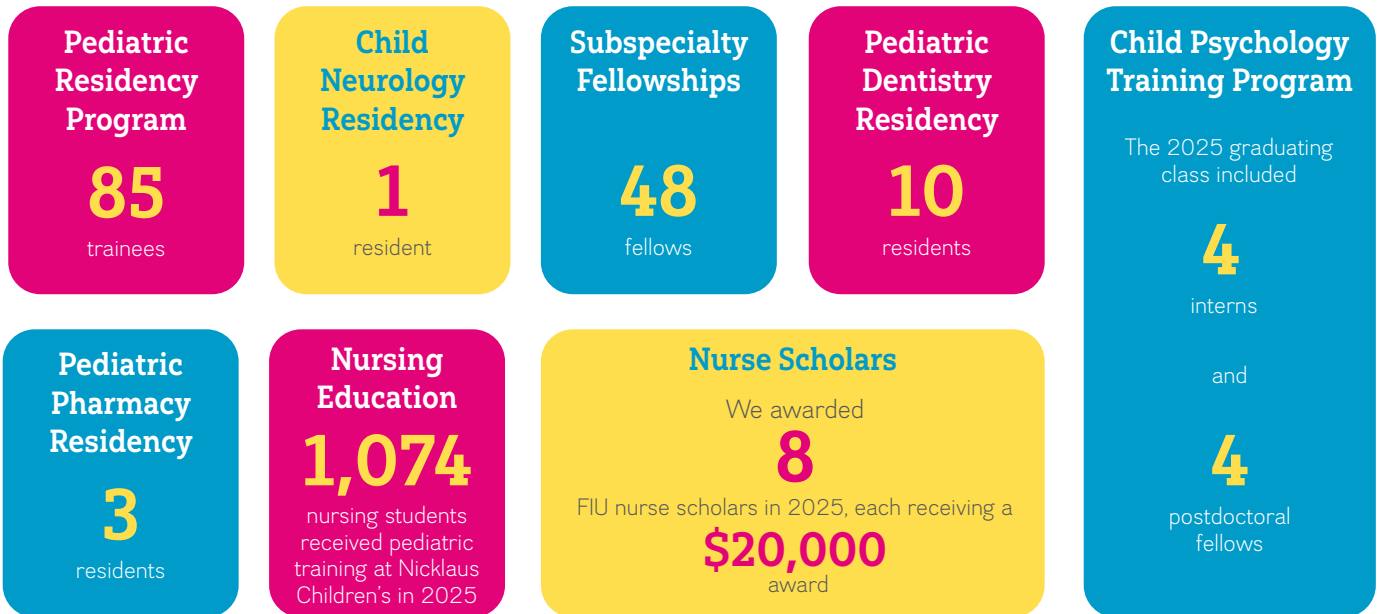 Pediatric
Residency
Program
85
trainees
Child
Neurology
Residency
1
resident
Subspecialty
Fellowships
48
fellows
Pediatric
Dentistry
Residency
10
residents
Child Psychology
Training Program
The 2025 graduating
class included
4
interns
and
4
postdoctoral
fellows
Pediatric
Pharmacy
Residency
3
residents
Nursing
Education
1,074
nursing students
received pediatric
training at Nicklaus
Children's in 2025
Nurse Scholars
We awarded
8
FIU nurse scholars in 2025, each receiving a
$20,000
award